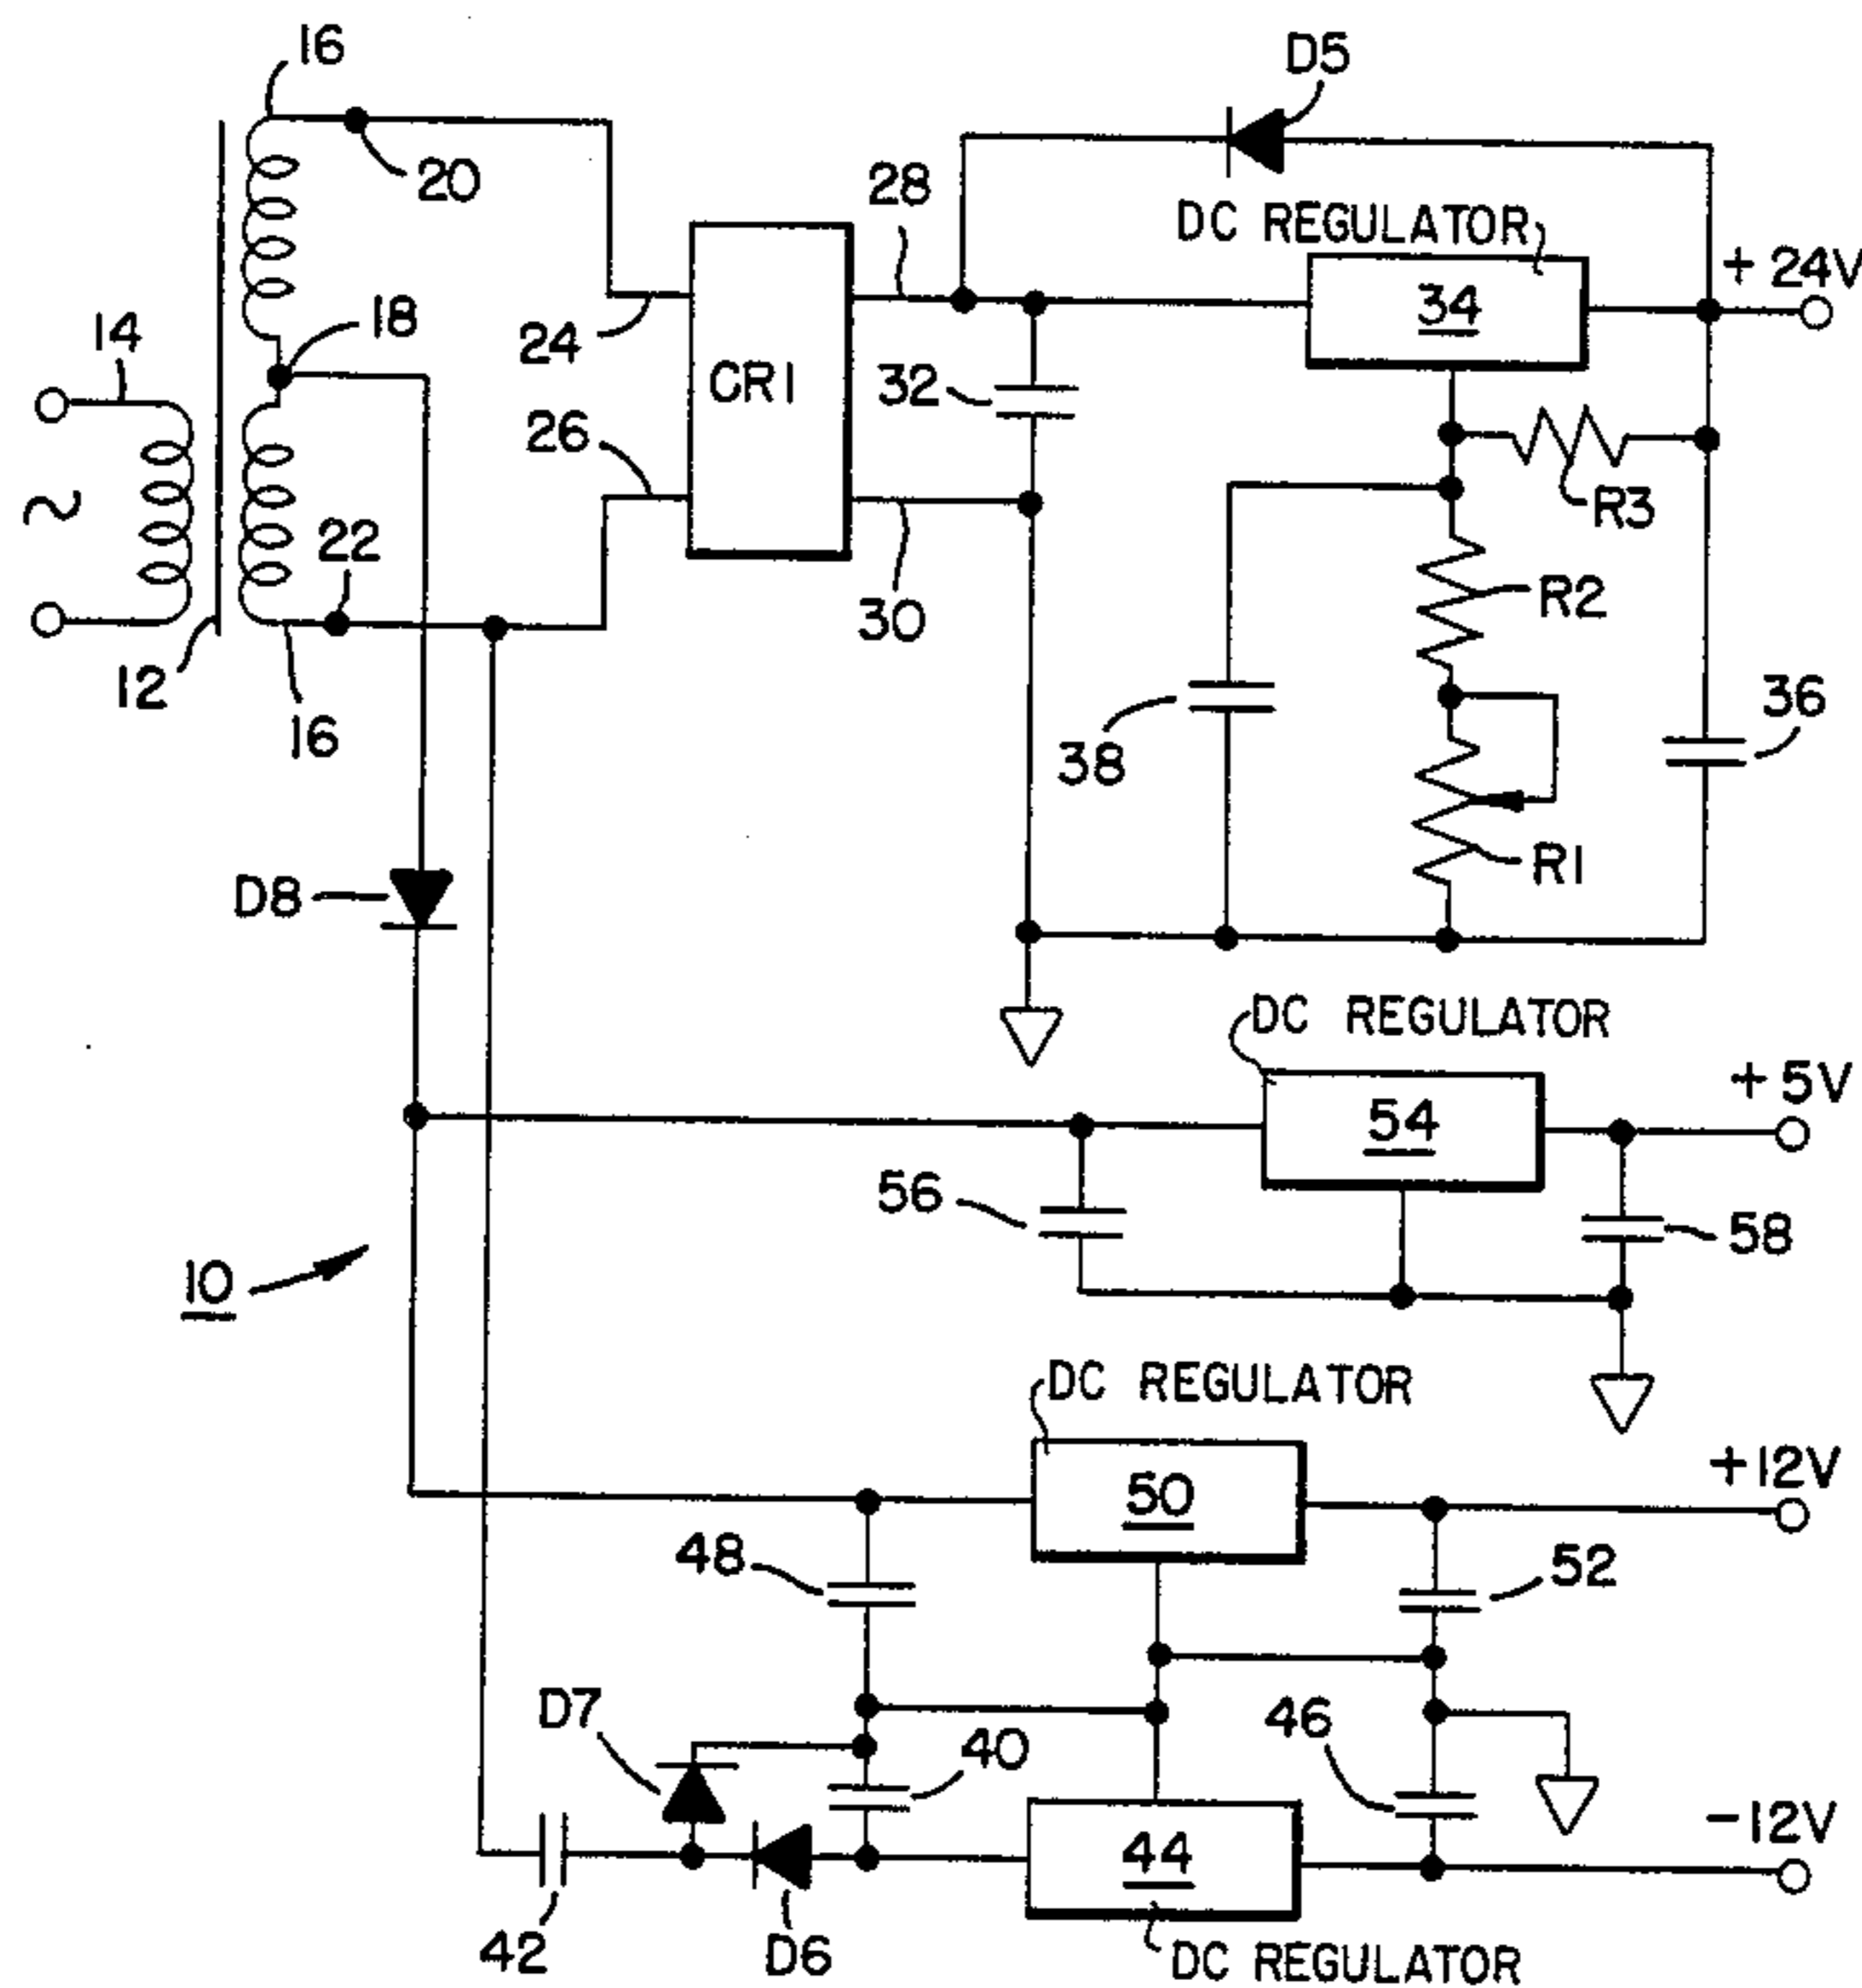 16
D5
20
28
DC REGULATOR
+ 24V
14
18
24
CR1
32
34
26
R3
22
30
R2
12
16
38
36
R1
D8
DC REGULATOR
+ 5V
54
56
58
10
DC REGULATOR
+12V
50
48
52
D7
40
46
-12V
44
42
D6
DC REGULATOR